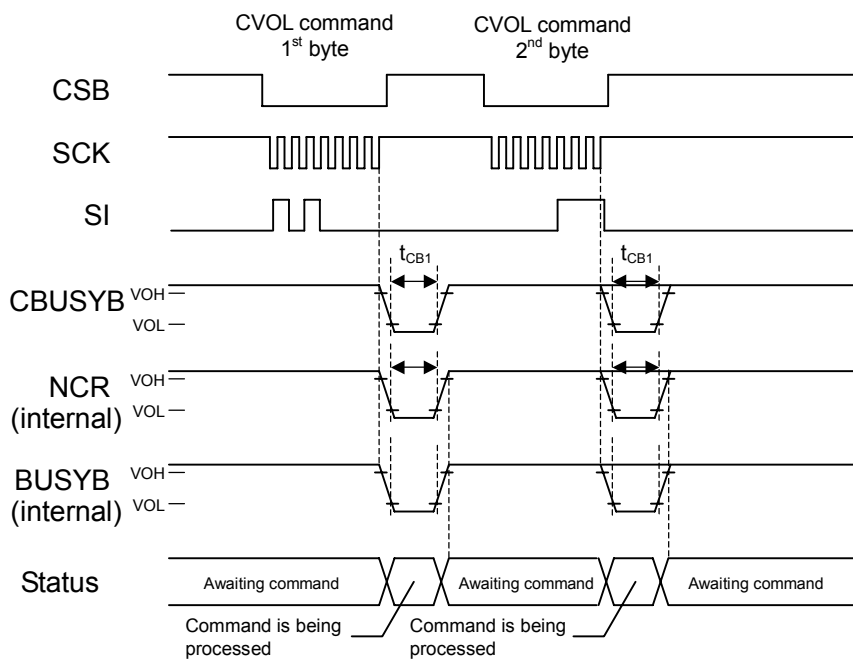 CVOL command
1st byte
CVOL command
2nd byte
CSB
SCK
SI
tCB1
tCB1
CBUSYB
VOH
VOL
NCR
(internal)
VOH
VOL
BUSYB
(internal)
VOH
VOL
Status
Awaiting command
Awaiting command
Awaiting command
Command is being
processed
Command is being
processed